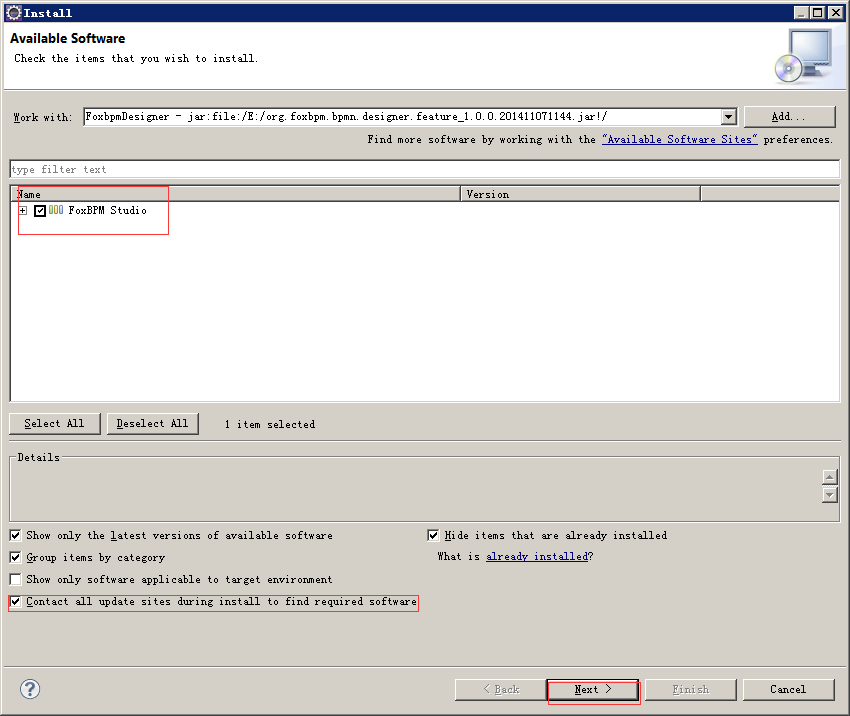 Install
Available Software
Check the items that you wish to install.
Work with: FoxbpmDesigner - jar:file:/E:/org.foxbpm.bpmn.designer.feature_1.0.0.201411071144.jar!/ Add...
Find more software by working with the "Available Software Sites" preferences.
type filter text
Name Version
FoxBPM Studio
Select All Deselect All 1 item selected
Details
Show only the latest versions of available software Hide items that are already installed
Group items by category What is already installed?
Show only software applicable to target environment
Contact all update sites during install to find required software
? < Back Next > Finish Cancel